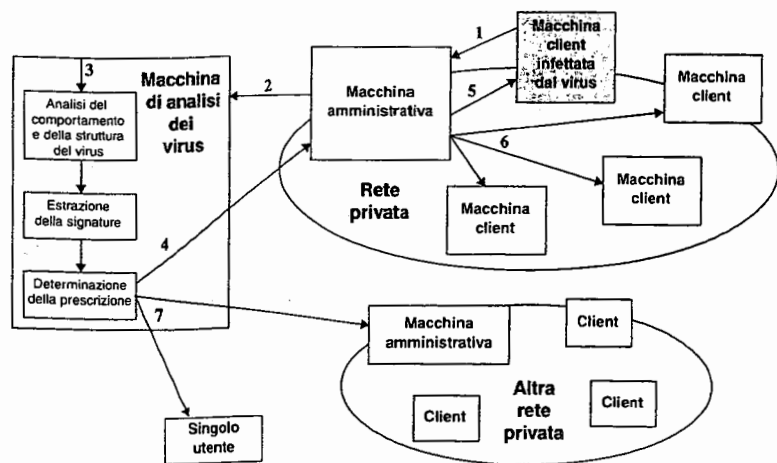 3
Analisi del
comportamento
e della struttura
del virus
Estrazione
della signature
Determinazione
della prescrizione
Macchina
di analisi
dei
virus
2
4
7
Macchina
amministrativa
1
5
6
Macchina
client
infettata
dal virus
Macchina
client
Macchina
client
Macchina
client
Rete
privata
Macchina
amministrativa
Client
Client
Client
Altra
rete
privata
Singolo
utente